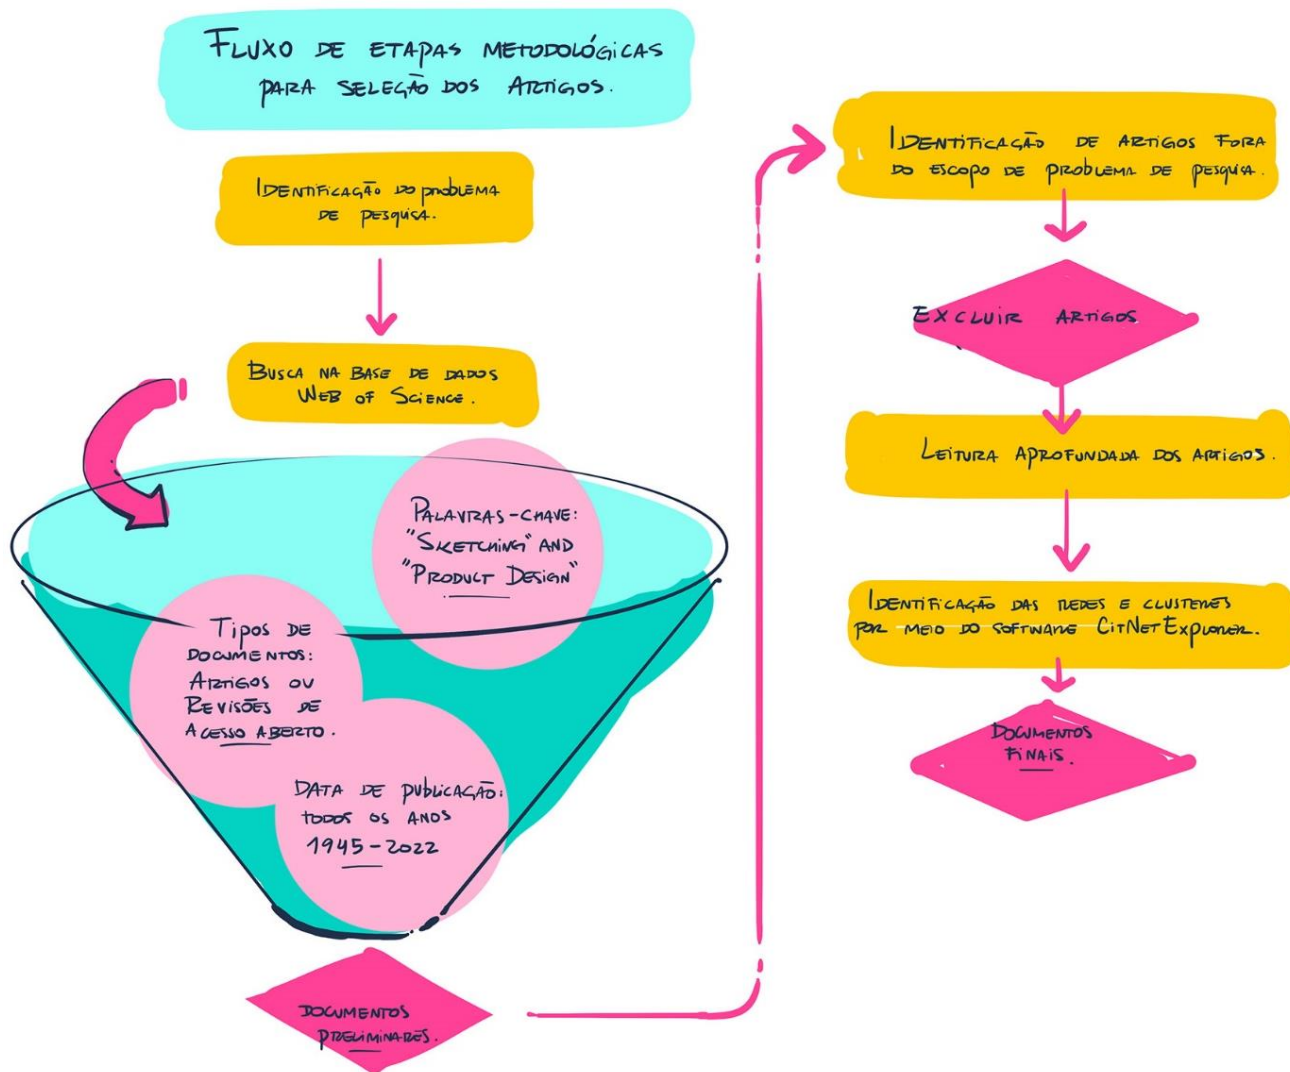 FLUXO DE ETAPAS METODOLÓGICAS
PARA SELEÇÃO DOS ARTIGOS.
IDENTIFICAÇÃO DO PROBLEMA
DE PESQUISA.
BUSCA NA BASE DE DADOS
WEB OF SCIENCE.
PALAVRAS-CHAVE:
"SKETCHING" AND
"PRODUCT DESIGN"
TIPOS DE
DOCUMENTOS:
ARTIGOS OU
REVISÕES DE
ACESSO ABERTO.
DATA DE PUBLICAÇÃO:
TODOS OS ANOS
1945-2022
DOCUMENTOS
PRELIMINARES.
IDENTIFICAÇÃO DE ARTIGOS FORA
DO ESCOPO DE PROBLEMA DE PESQUISA.
EXCLUIR ARTIGOS
LEITURA APROFUNDADA DOS ARTIGOS.
IDENTIFICAÇÃO DAS REDES E CLUSTERES
POR MEIO DO SOFTWARE CITNETEXPLORER.
DOCUMENTOS
FINAIS.